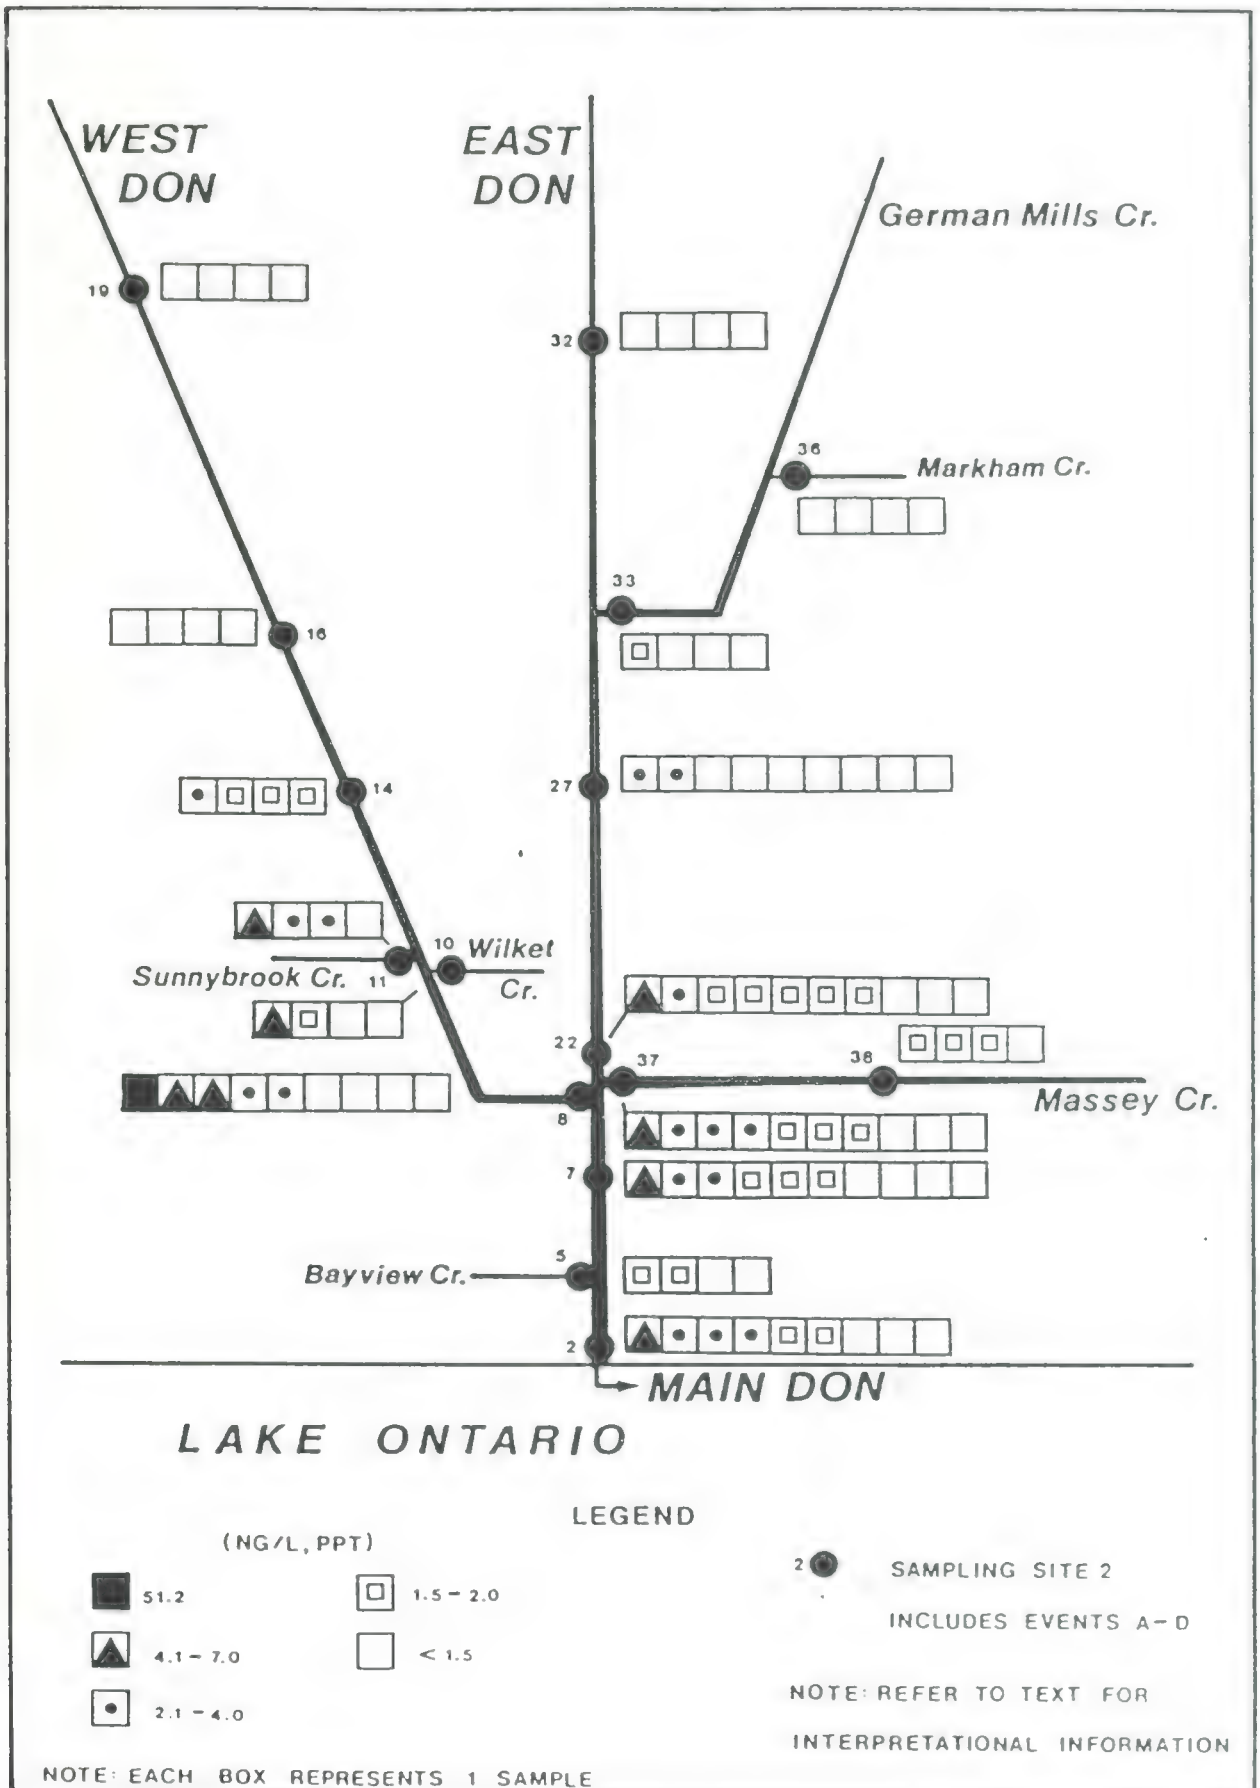 WEST
DON
EAST
DON
German Mills Cr.
19
32
36
Markham Cr.
33
16
27
14
10
Wilket
Cr.
Sunnybrook Cr.
11
22
37
38
8
Massey Cr.
7
5
Bayview Cr.
2
MAIN DON
LAKE ONTARIO
LEGEND
(NG/L, PPT)
51.2
1.5 - 2.0
4.1 - 7.0
< 1.5
2.1 - 4.0
2
SAMPLING SITE 2
INCLUDES EVENTS A - D
NOTE: REFER TO TEXT FOR
INTERPRETATIONAL INFORMATION
NOTE: EACH BOX REPRESENTS 1 SAMPLE